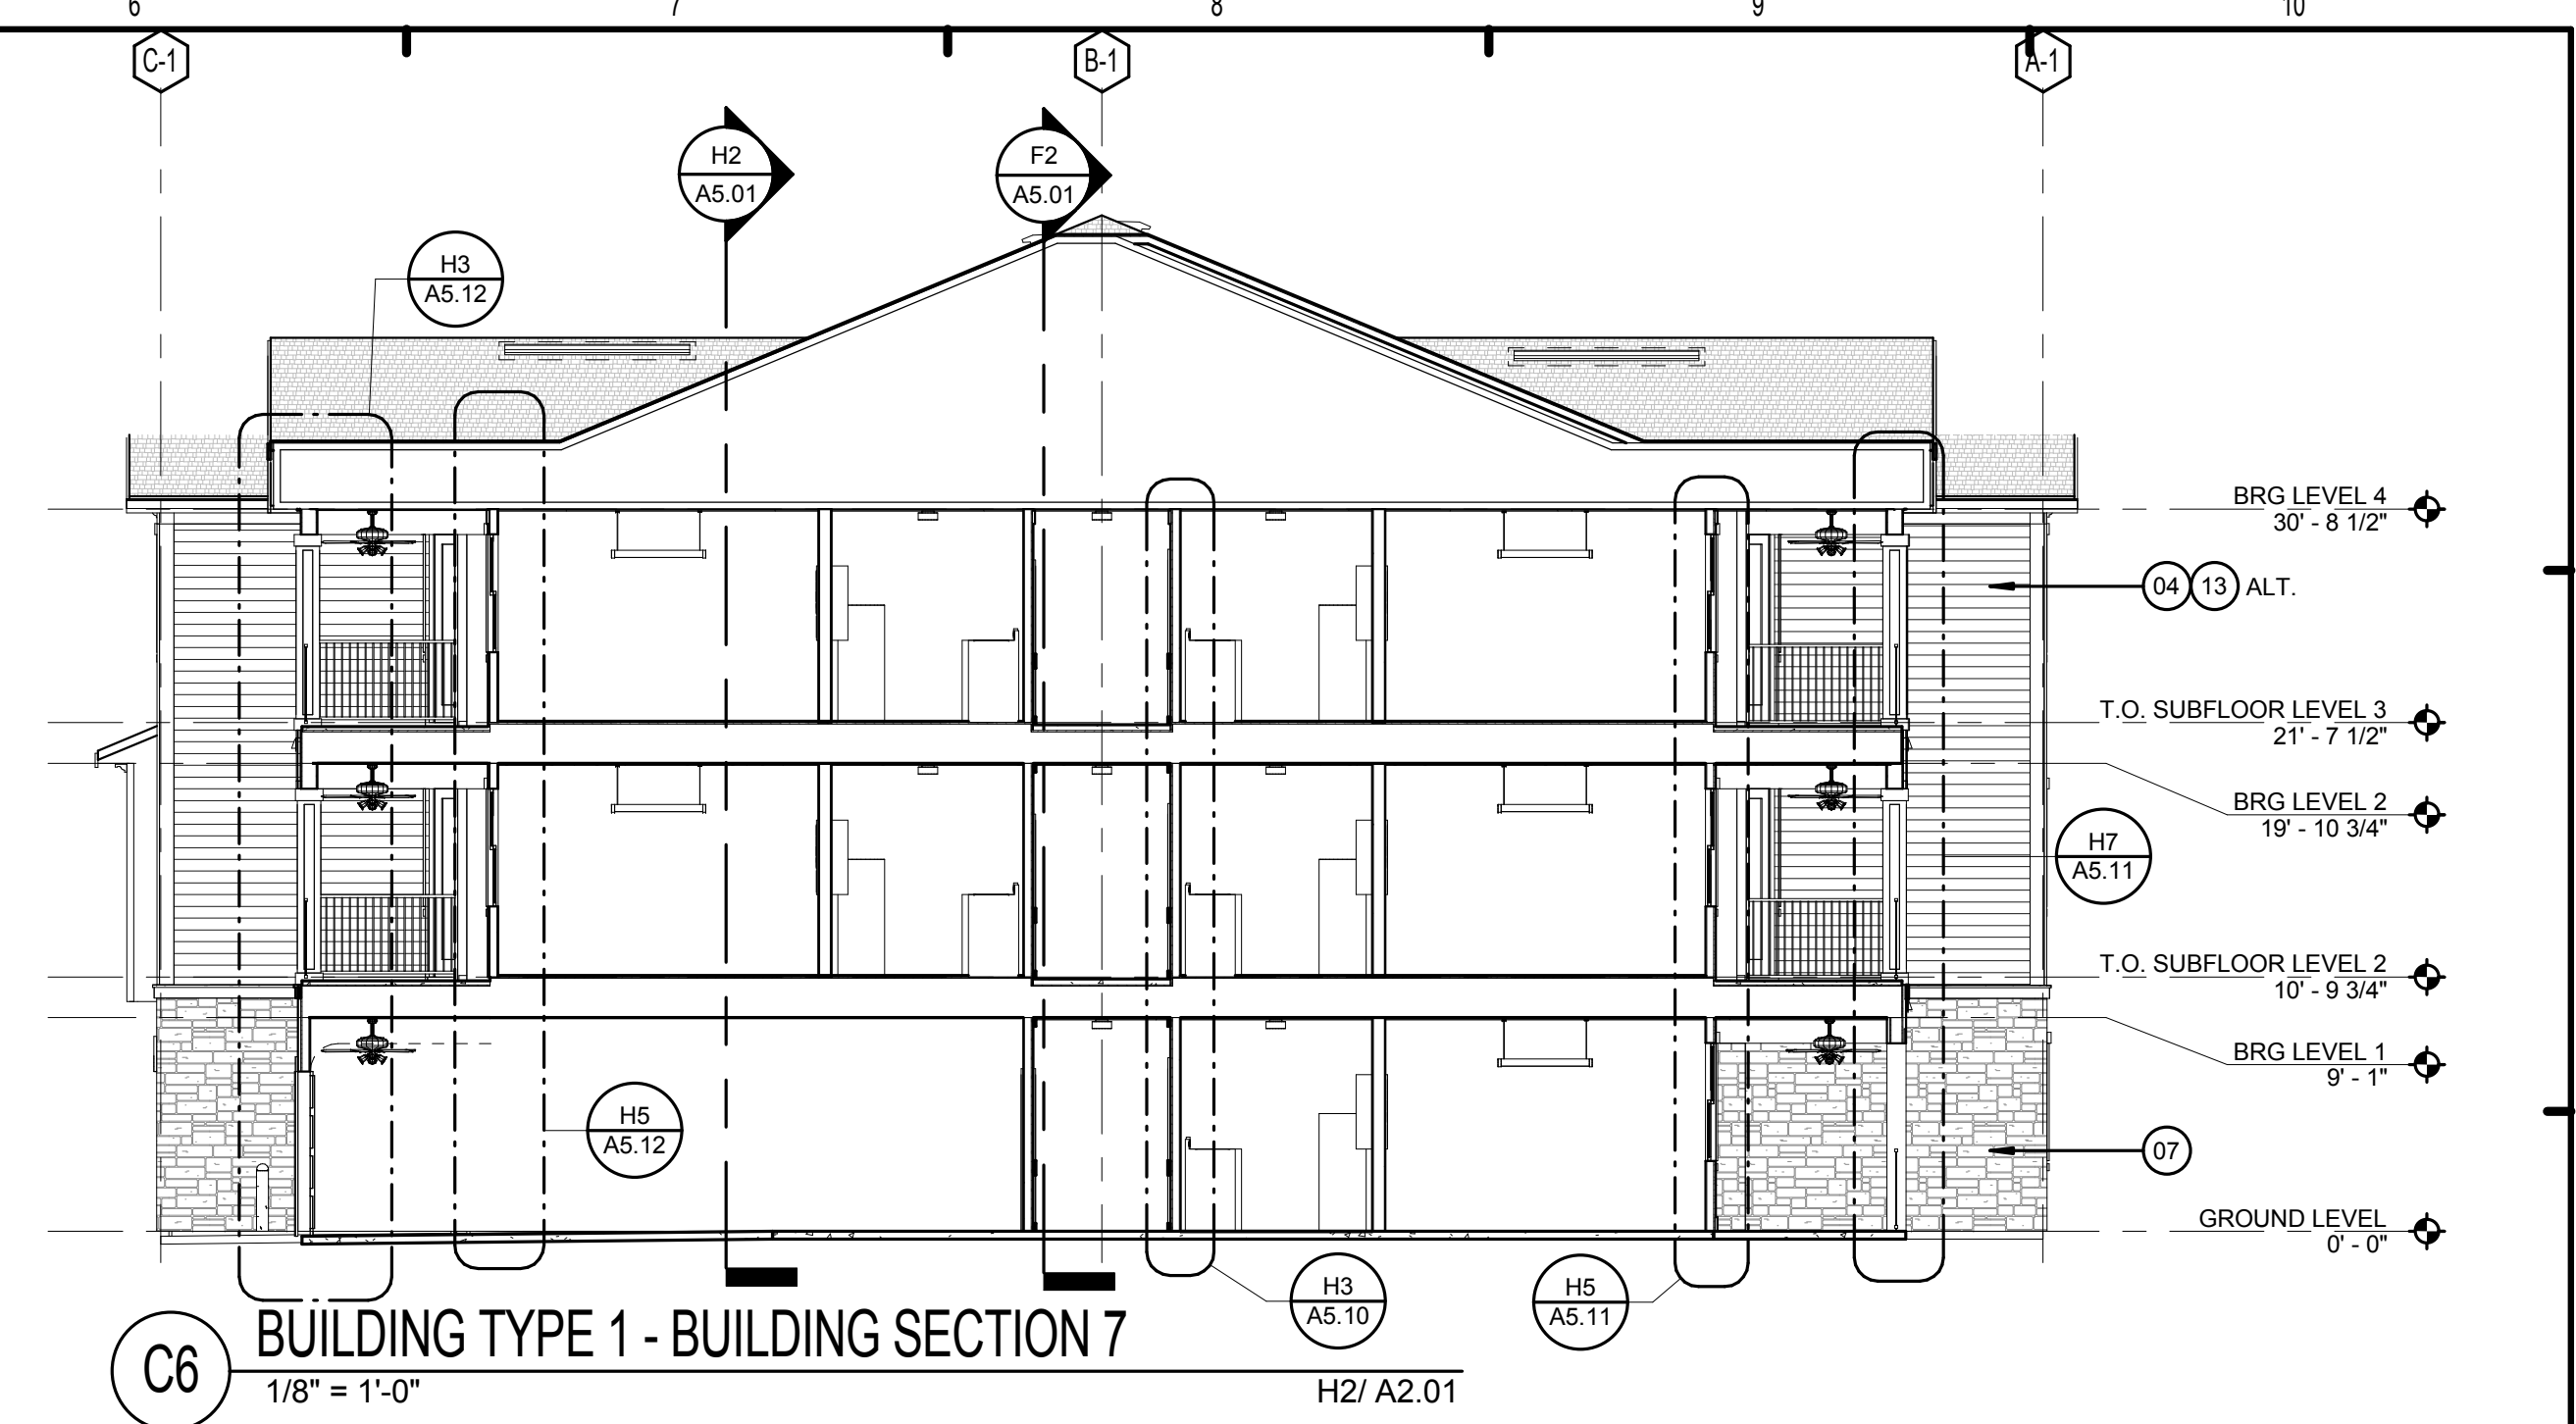 6 7 8 9 10
C-1 B-1 A-1
H2
A5.01
F2
A5.01
H3
A5.12
BRG LEVEL 4
30' - 8 1/2"
04 13 ALT.
T.O. SUBFLOOR LEVEL 3
21' - 7 1/2"
BRG LEVEL 2
19' - 10 3/4"
H7
A5.11
T.O. SUBFLOOR LEVEL 2
10' - 9 3/4"
BRG LEVEL 1
9' - 1"
H5
A5.12
07
GROUND LEVEL
0' - 0"
H3
A5.10
H5
A5.11
C6
BUILDING TYPE 1 - BUILDING SECTION 7
1/8" = 1'-0"
H2/ A2.01